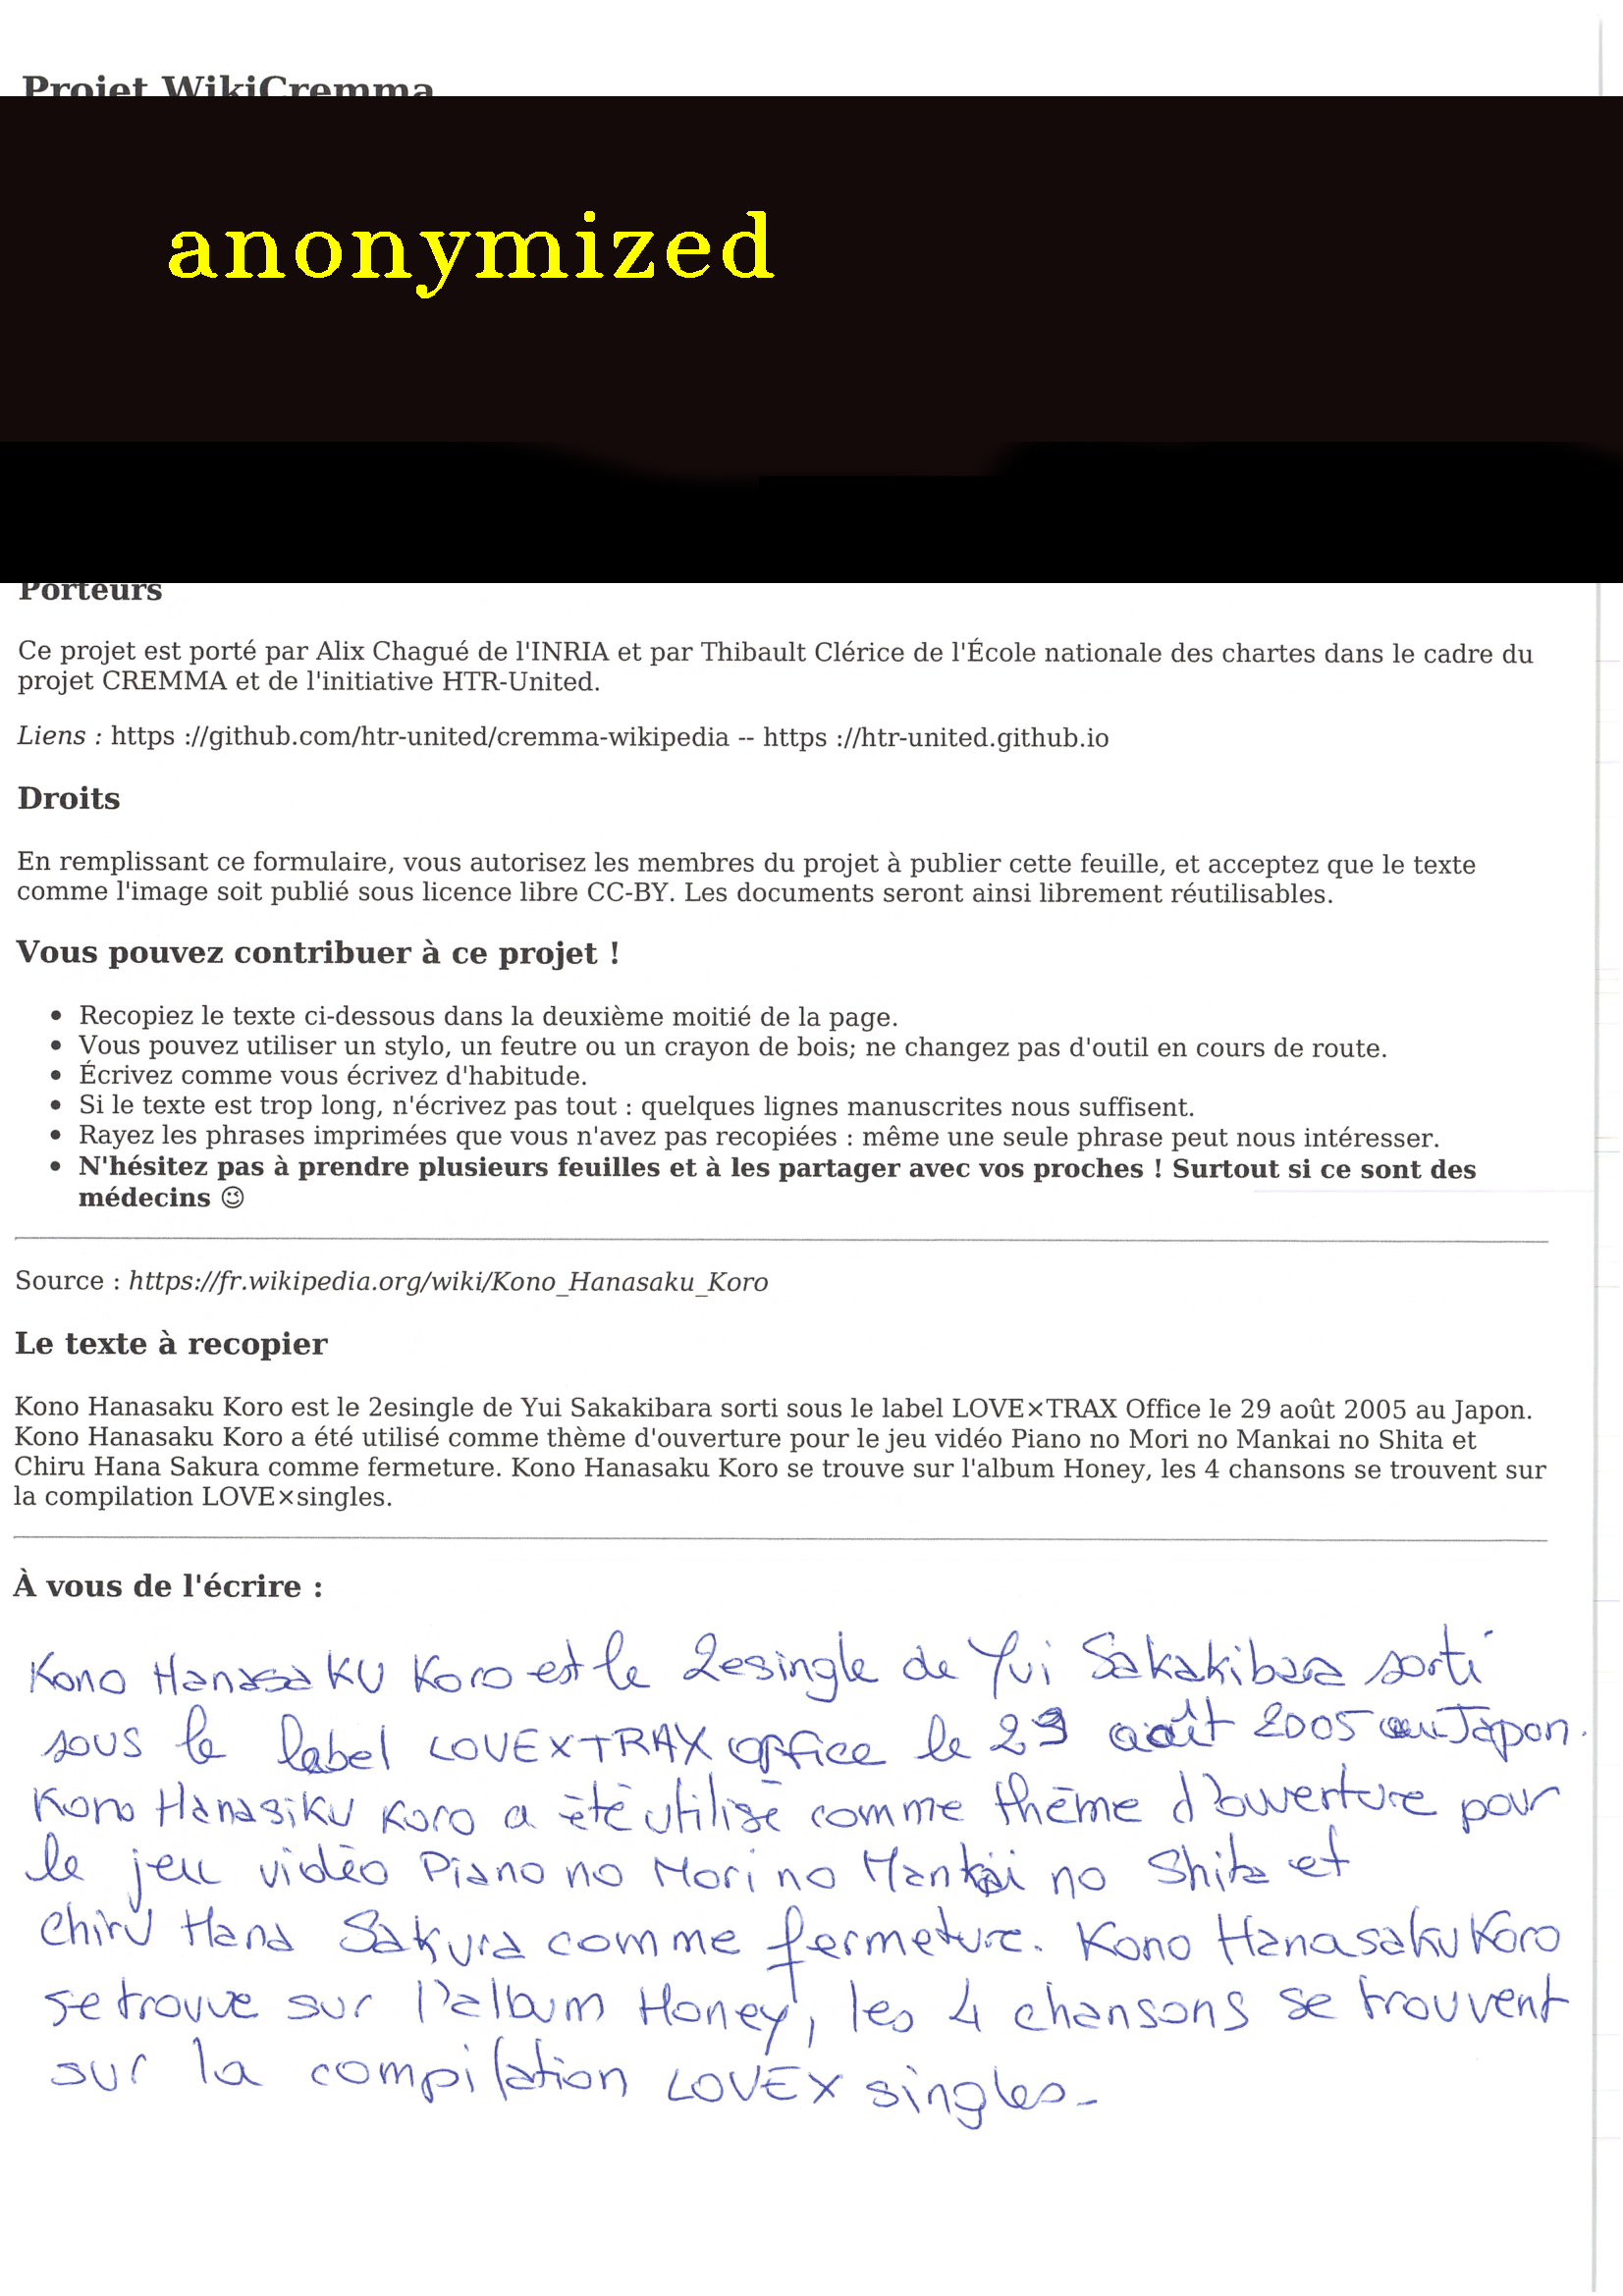 Projet WikiCremma
anonymized
Porteurs
Ce projet est porté par Alix Chagué de l'INRIA et par Thibault Clérice de l'École nationale des chartes dans le cadre du
projet CREMMA et de l'initiative HTR-United.
Liens : https ://github.com/htr-united/cremma-wikipedia -- https ://htr-united.github.io
Droits
En remplissant ce formulaire, vous autorisez les membres du projet à publier cette feuille, et acceptez que le texte
comme l'image soit publié sous licence libre CC-BY. Les documents seront ainsi librement réutilisables.
Vous pouvez contribuer à ce projet !
• Recopiez le texte ci-dessous dans la deuxième moitié de la page.
• Vous pouvez utiliser un stylo, un feutre ou un crayon de bois; ne changez pas d'outil en cours de route.
• Écrivez comme vous écrivez d'habitude.
• Si le texte est trop long, n'écrivez pas tout : quelques lignes manuscrites nous suffisent.
• Rayez les phrases imprimées que vous n'avez pas recopiées : même une seule phrase peut nous intéresser.
• N'hésitez pas à prendre plusieurs feuilles et à les partager avec vos proches ! Surtout si ce sont des
médecins 😉
Source : https://fr.wikipedia.org/wiki/Kono_Hanasaku_Koro
Le texte à recopier
Kono Hanasaku Koro est le 2esingle de Yui Sakakibara sorti sous le label LOVE×TRAX Office le 29 août 2005 au Japon.
Kono Hanasaku Koro a été utilisé comme thème d'ouverture pour le jeu vidéo Piano no Mori no Mankai no Shita et
Chiru Hana Sakura comme fermeture. Kono Hanasaku Koro se trouve sur l'album Honey, les 4 chansons se trouvent sur
la compilation LOVE×singles.
À vous de l'écrire :
Kono Hanasaku Koro est le 2esingle de Yui Sakakibara sorti
sous le label LOVE×TRAX office le 29 août 2005 au Japon.
Kono Hanasiku Koro a été utilisé comme thème d'ouverture pour
le jeu vidéo Piano no Mori no Mankai no Shita et
Chiru Hana Sakura comme fermeture. Kono Hanasaku Koro
se trouve sur l'album Honey, les 4 chansons se trouvent
sur la compilation LOVE× singles.